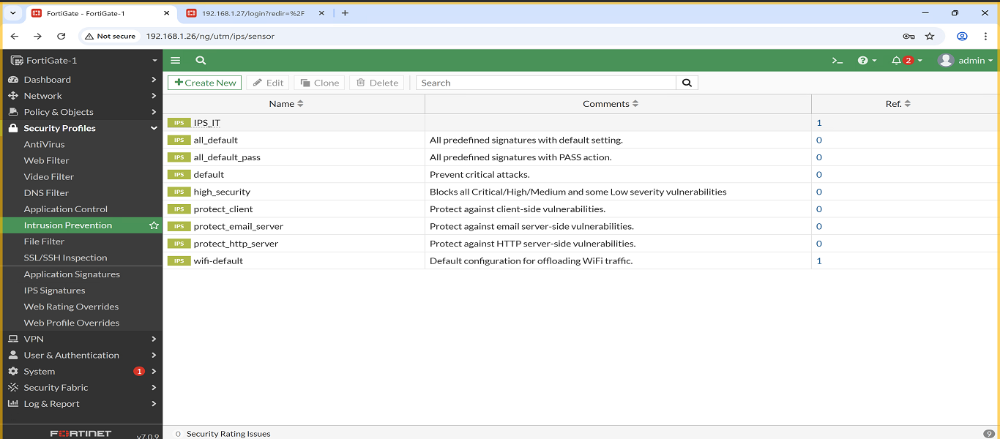 FortiGate - FortiGate-1
192.168.1.27/login?redir=%2F
Not secure 192.168.1.26/ng/utm/ips/sensor
FortiGate-1
2 admin
Dashboard
Network
Policy & Objects
Security Profiles
AntiVirus
Web Filter
Video Filter
DNS Filter
Application Control
Intrusion Prevention
File Filter
SSL/SSH Inspection
Application Signatures
IPS Signatures
Web Rating Overrides
Web Profile Overrides
VPN
User & Authentication
System 1
Security Fabric
Log & Report
FORTINET v7.0.9
Create New Edit Clone Delete Search
Name Comments Ref.
IPS IPS_IT 1
IPS all_default All predefined signatures with default setting. 0
IPS all_default_pass All predefined signatures with PASS action. 0
IPS default Prevent critical attacks. 0
IPS high_security Blocks all Critical/High/Medium and some Low severity vulnerabilities 0
IPS protect_client Protect against client-side vulnerabilities. 0
IPS protect_email_server Protect against email server-side vulnerabilities. 0
IPS protect_http_server Protect against HTTP server-side vulnerabilities. 0
IPS wifi-default Default configuration for offloading WiFi traffic. 1
0 Security Rating Issues 9